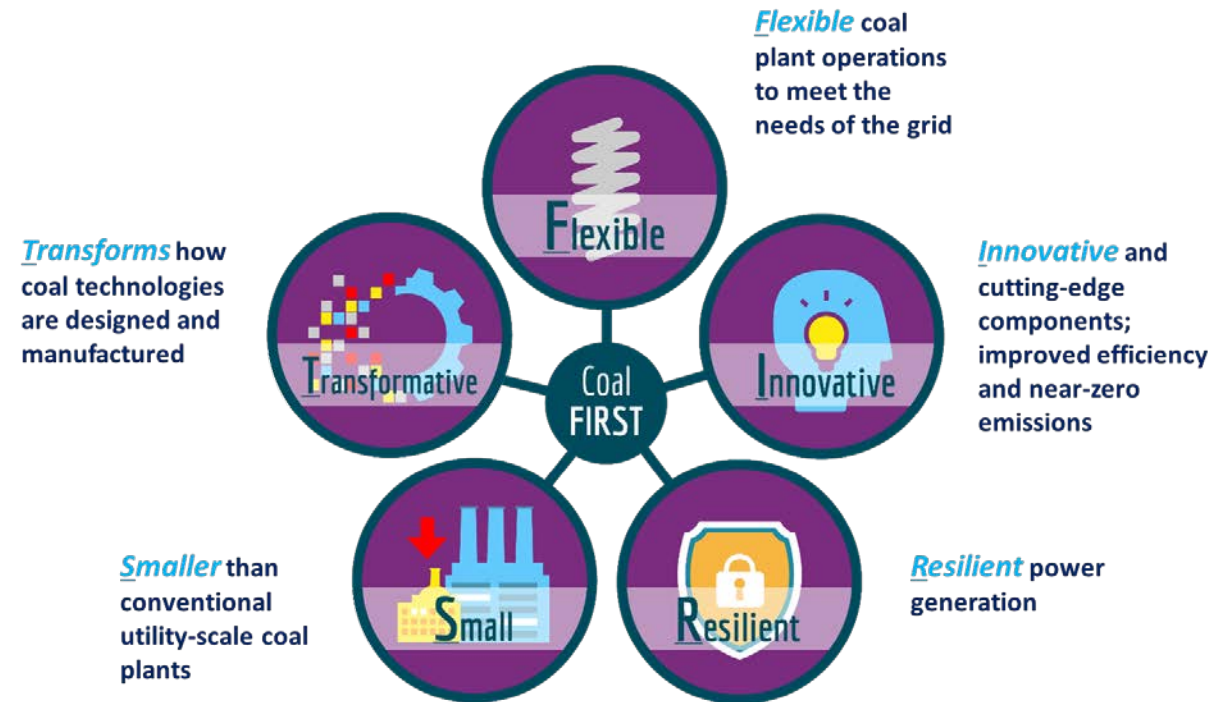 Flexible coal
plant operations
to meet the
needs of the grid
Flexible
Transforms how
coal technologies
are designed and
manufactured
Innovative and
cutting-edge
components;
improved efficiency
and near-zero
emissions
Transformative
Innovative
Coal
FIRST
Smaller than
conventional
utility-scale coal
plants
Small
Resilient
Resilient power
generation